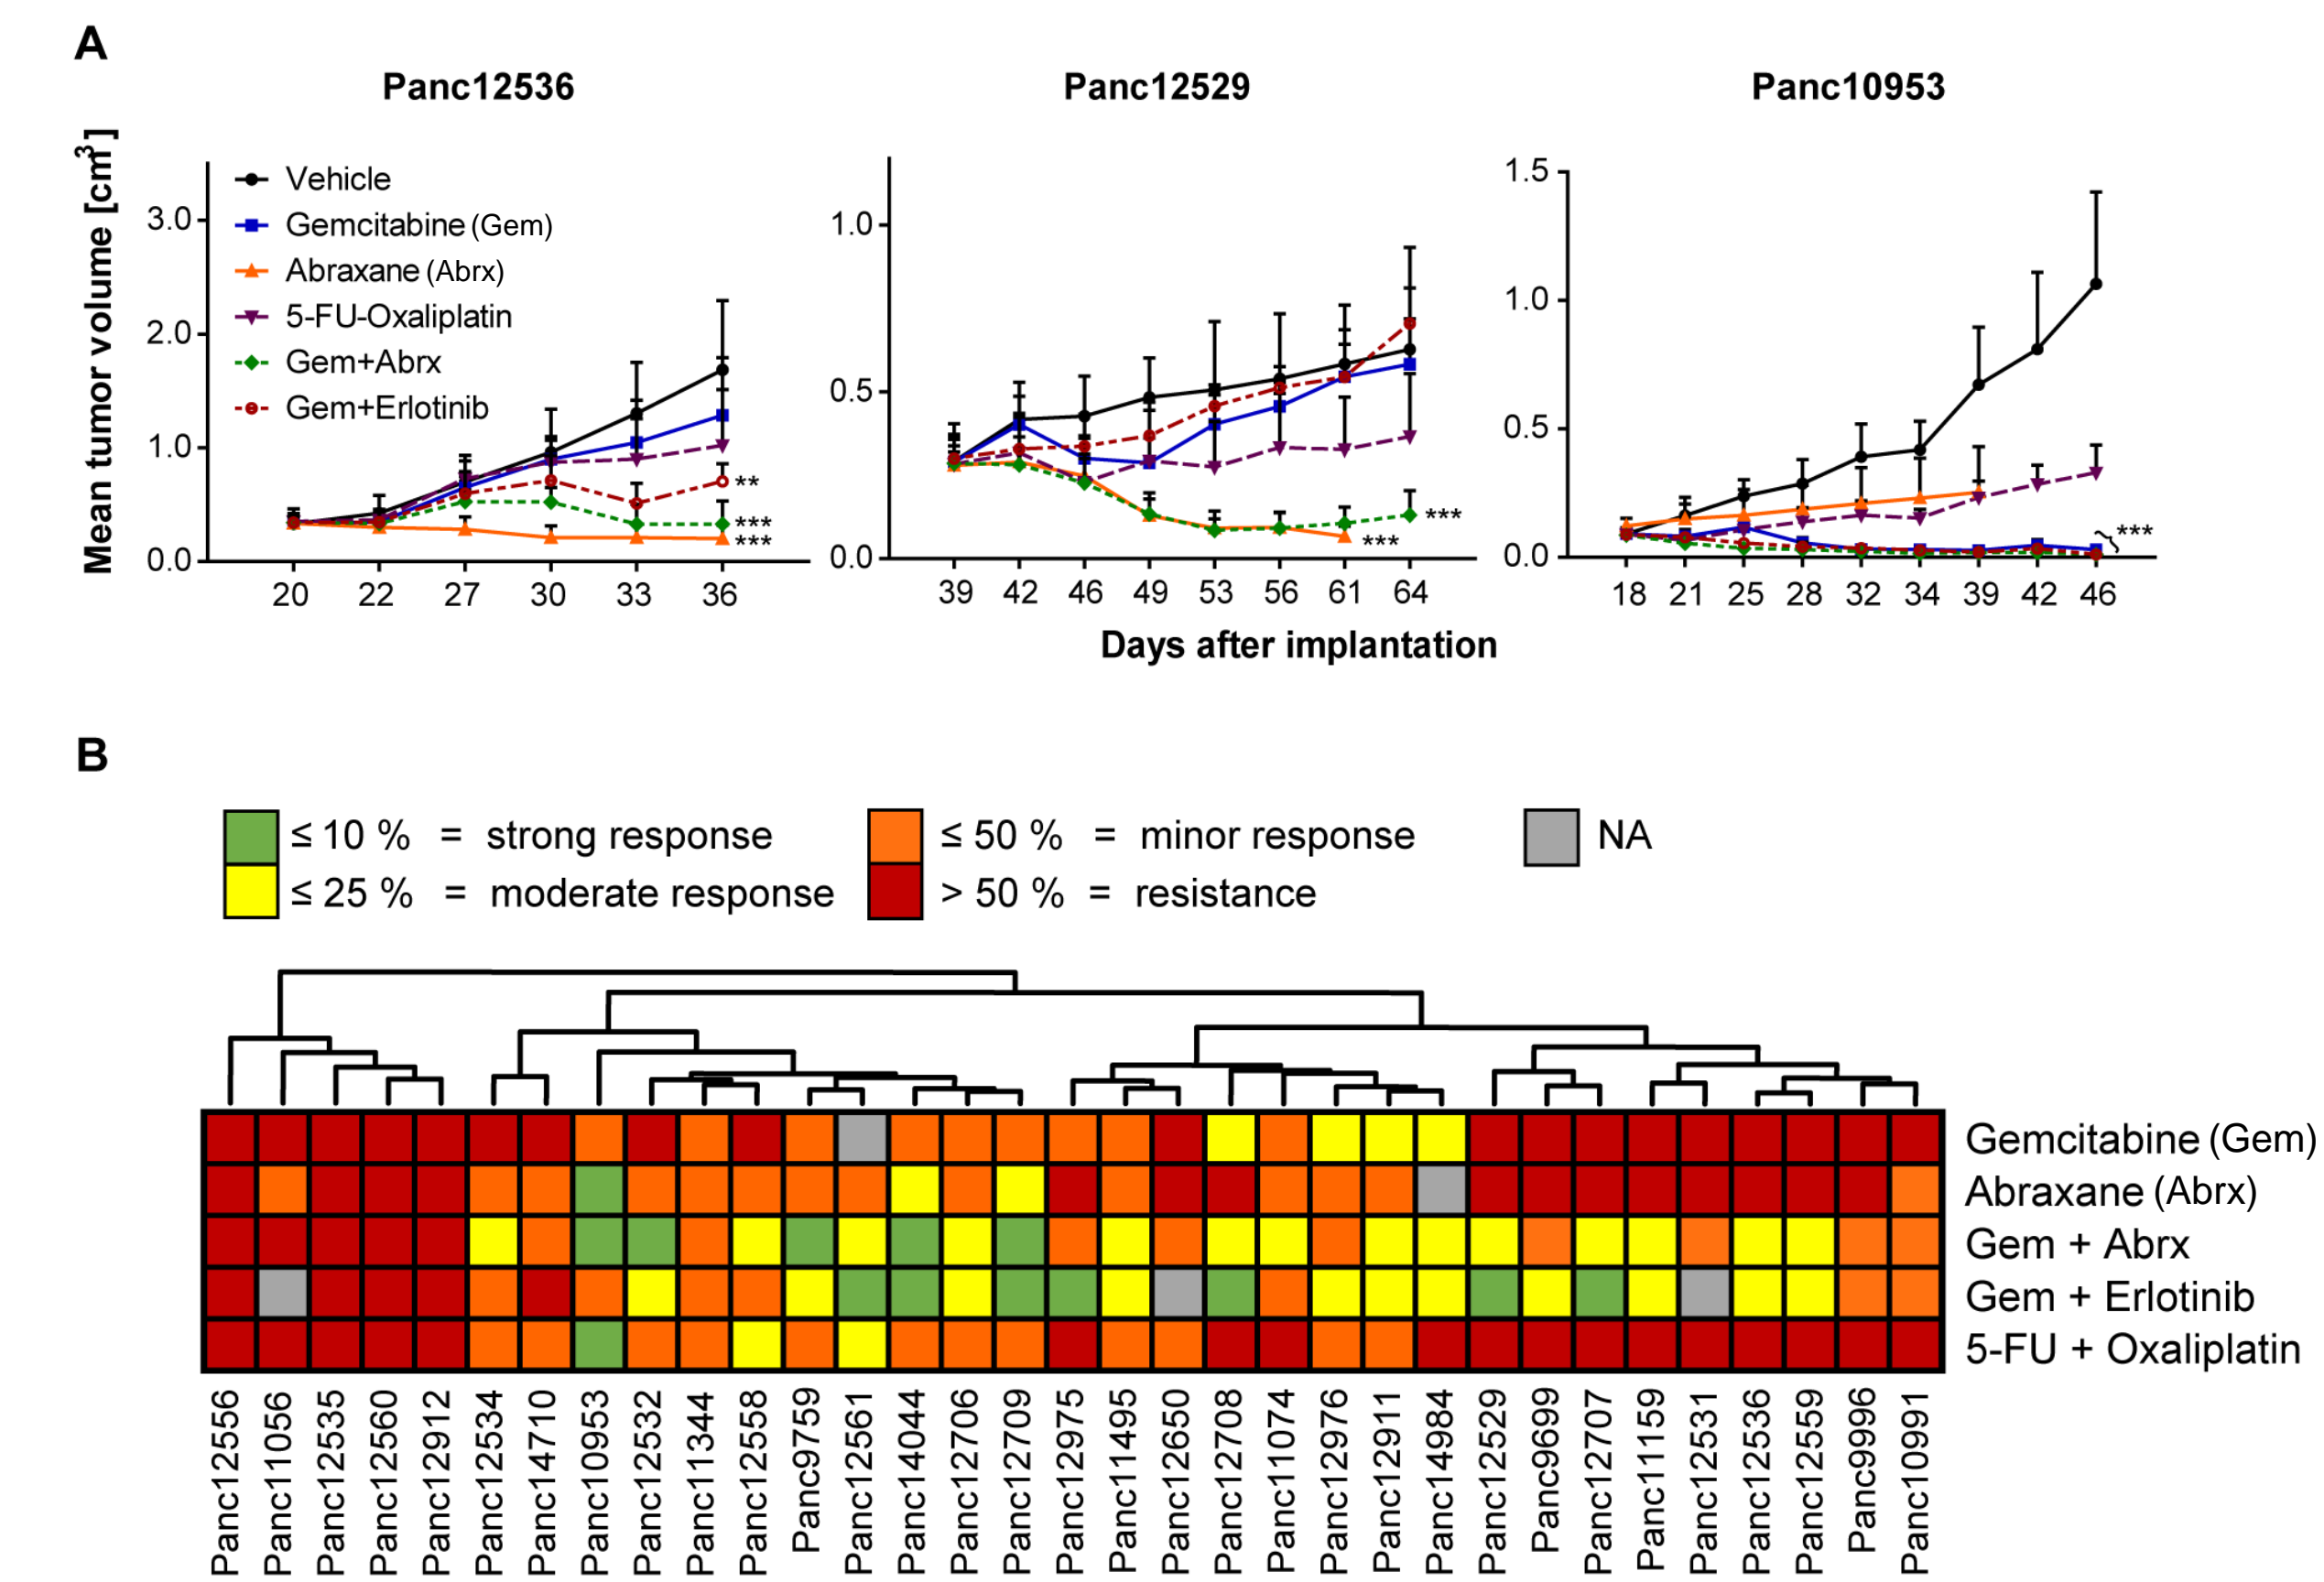 A
Panc12536
Panc12529
Panc10953
Mean tumor volume [cm³]
Vehicle
Gemcitabine (Gem)
Abraxane (Abrx)
5-FU-Oxaliplatin
Gem+Abrx
Gem+Erlotinib
3.0
2.0
1.0
0.0
20 22 27 30 33 36
**
***
***
1.0
0.5
0.0
39 42 46 49 53 56 61 64
***
***
1.5
1.0
0.5
0.0
18 21 25 28 32 34 39 42 46
***
Days after implantation
B
≤ 10 % = strong response
≤ 25 % = moderate response
≤ 50 % = minor response
> 50 % = resistance
NA
Gemcitabine (Gem)
Abraxane (Abrx)
Gem + Abrx
Gem + Erlotinib
5-FU + Oxaliplatin
Panc12556
Panc11056
Panc12535
Panc12560
Panc12912
Panc12534
Panc14710
Panc10953
Panc12532
Panc11344
Panc12558
Panc9759
Panc12561
Panc14044
Panc12706
Panc12709
Panc12975
Panc11495
Panc12650
Panc12708
Panc11074
Panc12976
Panc12911
Panc14984
Panc12529
Panc9699
Panc12707
Panc11159
Panc12531
Panc12536
Panc12559
Panc9996
Panc10991